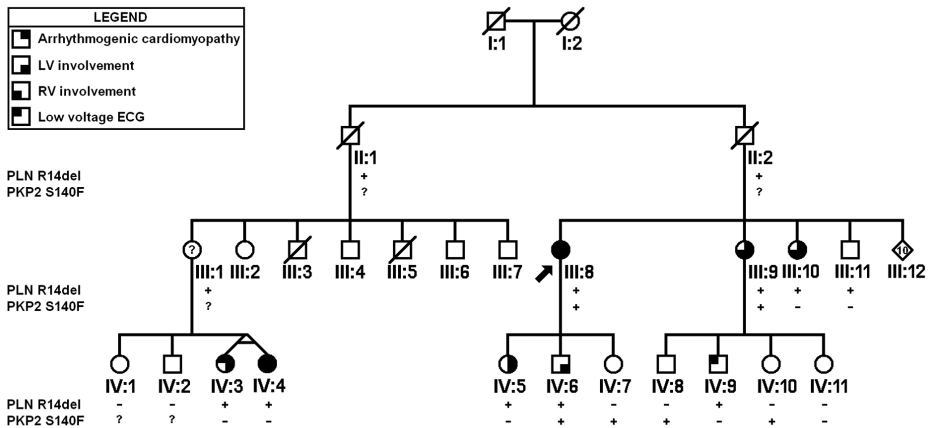 LEGEND
Arrhythmogenic cardiomyopathy
LV involvement
RV involvement
Low voltage ECG
I:1 I:2
II:1 II:2
PLN R14del + +
PKP2 S140F ? ?
? 10
III:1 III:2 III:3 III:4 III:5 III:6 III:7 III:8 III:9 III:10 III:11 III:12
PLN R14del + + + + +
PKP2 S140F ? + + - -
IV:1 IV:2 IV:3 IV:4 IV:5 IV:6 IV:7 IV:8 IV:9 IV:10 IV:11
PLN R14del - - + + + + - - + - -
PKP2 S140F ? ? - - - + + + - + -